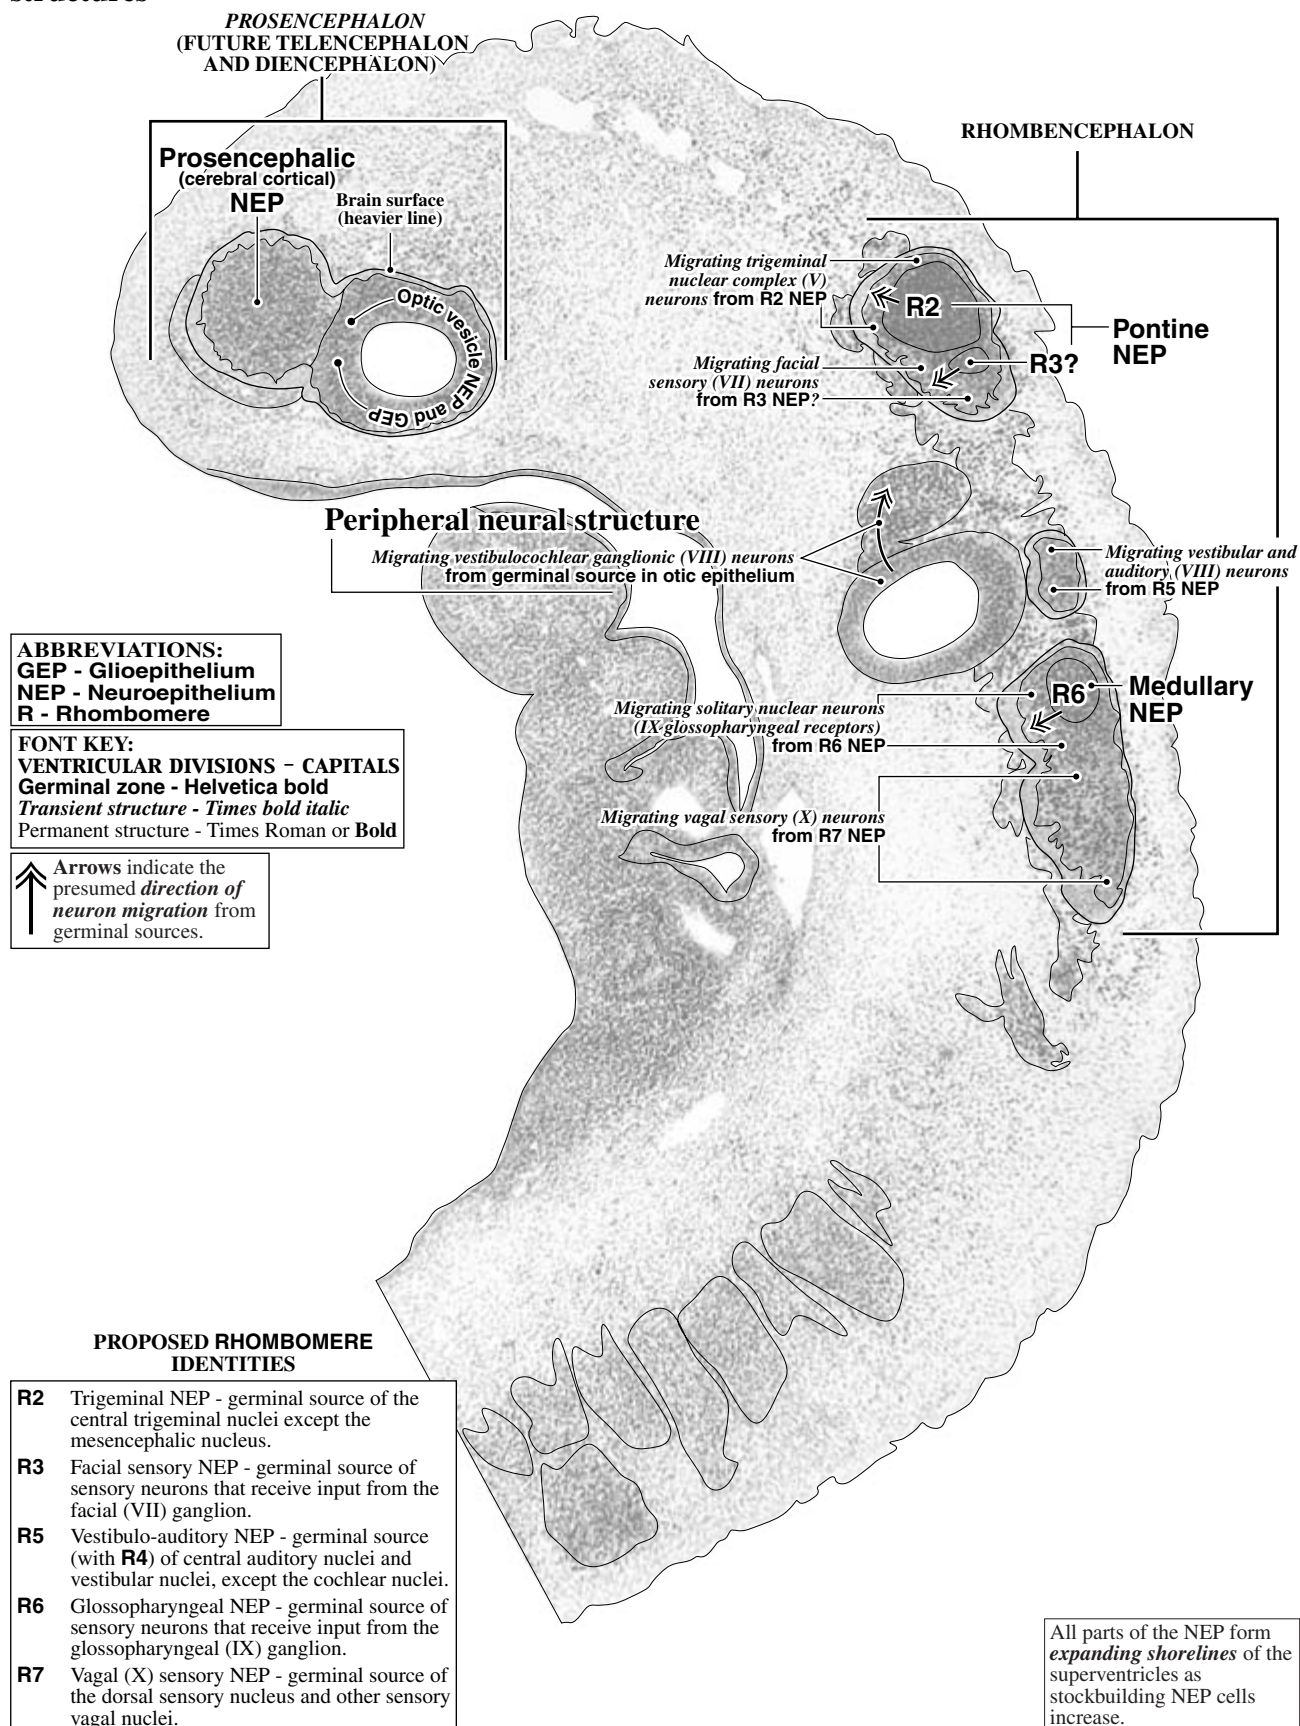 structures
PROSENCEPHALON
(FUTURE TELENCEPHALON
AND DIENCEPHALON)
RHOMBENCEPHALON
Prosencephalic
(cerebral cortical)
NEP
Brain surface
(heavier line)
Optic vesicle NEP and GEP
Migrating trigeminal
nuclear complex (V)
neurons from R2 NEP
R2
Pontine
NEP
R3?
Migrating facial
sensory (VII) neurons
from R3 NEP?
Peripheral neural structure
Migrating vestibulocochlear ganglionic (VIII) neurons
from germinal source in otic epithelium
Migrating vestibular and
auditory (VIII) neurons
from R5 NEP
ABBREVIATIONS:
GEP - Glioepithelium
NEP - Neuroepithelium
R - Rhombomere
R6
Medullary
NEP
Migrating solitary nuclear neurons
(IX-glossopharyngeal receptors)
from R6 NEP
FONT KEY:
VENTRICULAR DIVISIONS – CAPITALS
Germinal zone - Helvetica bold
Transient structure - Times bold italic
Permanent structure - Times Roman or Bold
Migrating vagal sensory (X) neurons
from R7 NEP
Arrows indicate the
presumed direction of
neuron migration from
germinal sources.
PROPOSED RHOMBOMERE
IDENTITIES
R2 Trigeminal NEP - germinal source of the
central trigeminal nuclei except the
mesencephalic nucleus.
R3 Facial sensory NEP - germinal source of
sensory neurons that receive input from the
facial (VII) ganglion.
R5 Vestibulo-auditory NEP - germinal source
(with R4) of central auditory nuclei and
vestibular nuclei, except the cochlear nuclei.
R6 Glossopharyngeal NEP - germinal source of
sensory neurons that receive input from the
glossopharyngeal (IX) ganglion.
R7 Vagal (X) sensory NEP - germinal source of
the dorsal sensory nucleus and other sensory
vagal nuclei.
All parts of the NEP form
expanding shorelines of the
superventricles as
stockbuilding NEP cells
increase.